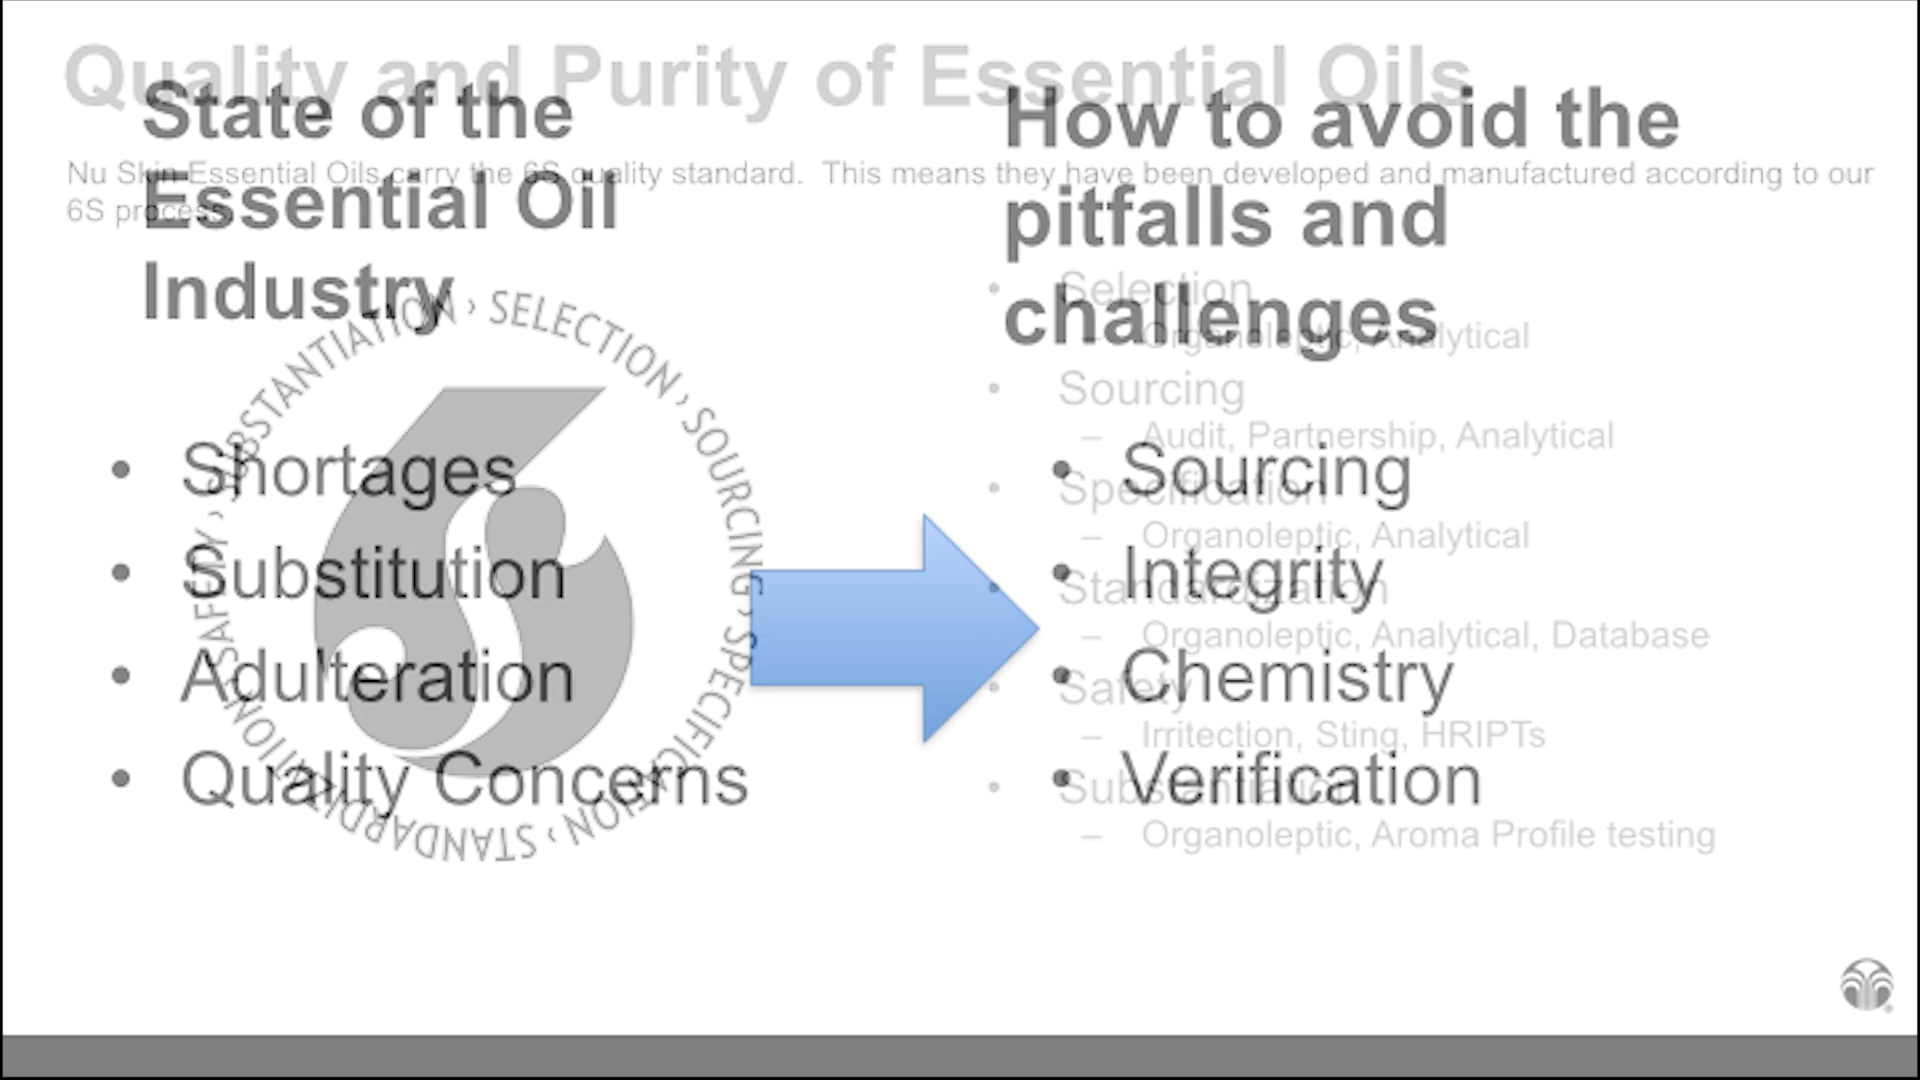 Quality and Purity of Essential Oils
Nu Skin Essential Oils carry the 6S quality standard.  This means they have been developed and manufactured according to our
6S process.
State of the
Essential Oil
Industry
• Shortages
• Substitution
• Adulteration
• Quality Concerns
How to avoid the
pitfalls and
challenges
• Sourcing
• Integrity
• Chemistry
• Verification
SELECTION › SOURCING › SPECIFICATION › STANDARDIZATION › SAFETY › SUBSTANTIATION ›
• Selection
– Organoleptic, Analytical
• Sourcing
– Audit, Partnership, Analytical
• Specification
– Organoleptic, Analytical
• Standardization
– Organoleptic, Analytical, Database
• Safety
– Irritection, Sting, HRIPTs
• Substantiation
– Organoleptic, Aroma Profile testing